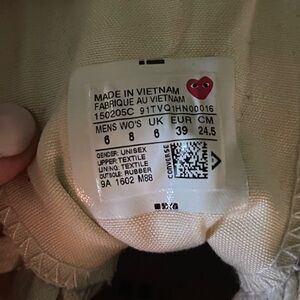 MADE IN VIETNAM
FABRIQUE AU VIETNAM
150205C 91TVQ1HN00016
MENS WO'S UK EUR CM
6 8 6 39 24.5
GENDER: UNISEX
UPPER: TEXTILE
LINING: TEXTILE
OUTSOLE: RUBBER
9A 1602 M88
CONVERSE